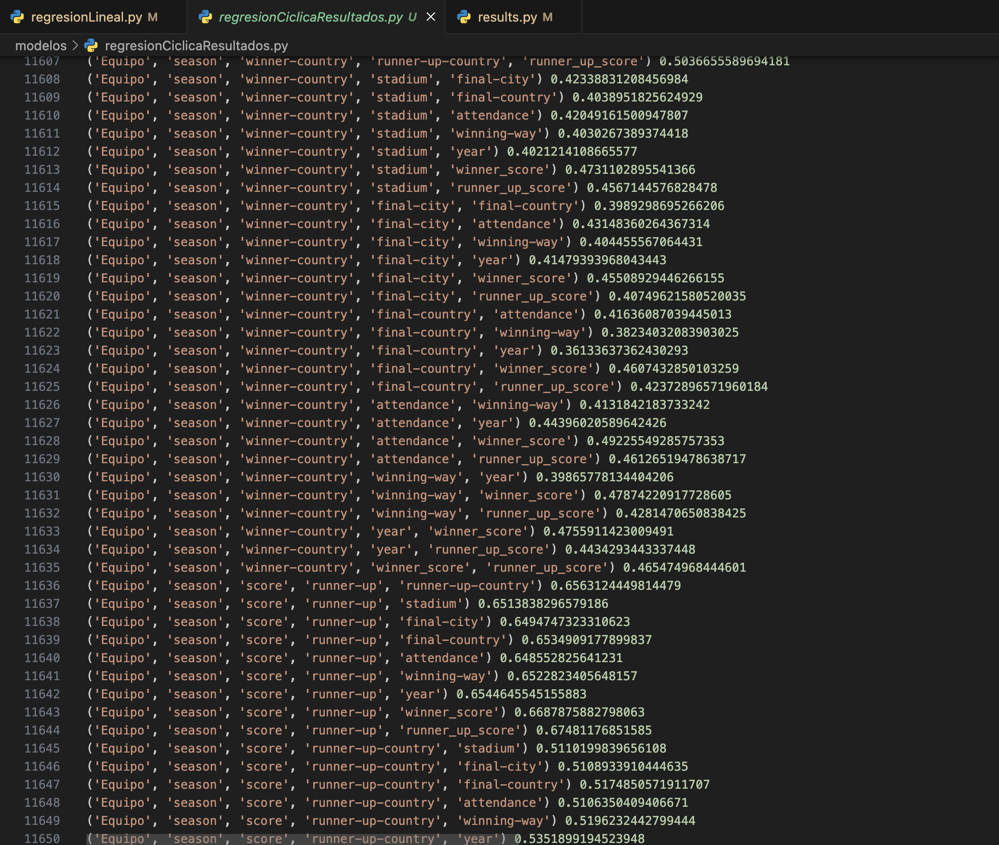 regresionLineal.py M
regresionCiclicaResultados.py U
results.py M
modelos > regresionCiclicaResultados.py
11607 ('Equipo', 'season', 'winner-country', 'runner-up-country', 'runner_up_score') 0.5036655589694181
11608 ('Equipo', 'season', 'winner-country', 'stadium', 'final-city') 0.42338831208456984
11609 ('Equipo', 'season', 'winner-country', 'stadium', 'final-country') 0.4038951825624929
11610 ('Equipo', 'season', 'winner-country', 'stadium', 'attendance') 0.42049161500947807
11611 ('Equipo', 'season', 'winner-country', 'stadium', 'winning-way') 0.4030267389374418
11612 ('Equipo', 'season', 'winner-country', 'stadium', 'year') 0.4021214108665577
11613 ('Equipo', 'season', 'winner-country', 'stadium', 'winner_score') 0.4731102895541366
11614 ('Equipo', 'season', 'winner-country', 'stadium', 'runner_up_score') 0.4567144576828478
11615 ('Equipo', 'season', 'winner-country', 'final-city', 'final-country') 0.3989298695266206
11616 ('Equipo', 'season', 'winner-country', 'final-city', 'attendance') 0.43148360264367314
11617 ('Equipo', 'season', 'winner-country', 'final-city', 'winning-way') 0.404455567064431
11618 ('Equipo', 'season', 'winner-country', 'final-city', 'year') 0.41479393968043443
11619 ('Equipo', 'season', 'winner-country', 'final-city', 'winner_score') 0.45508929446266155
11620 ('Equipo', 'season', 'winner-country', 'final-city', 'runner_up_score') 0.40749621580520035
11621 ('Equipo', 'season', 'winner-country', 'final-country', 'attendance') 0.41636087039445013
11622 ('Equipo', 'season', 'winner-country', 'final-country', 'winning-way') 0.38234032083903025
11623 ('Equipo', 'season', 'winner-country', 'final-country', 'year') 0.36133637362430293
11624 ('Equipo', 'season', 'winner-country', 'final-country', 'winner_score') 0.4607432850103259
11625 ('Equipo', 'season', 'winner-country', 'final-country', 'runner_up_score') 0.42372896571960184
11626 ('Equipo', 'season', 'winner-country', 'attendance', 'winning-way') 0.4131842183733242
11627 ('Equipo', 'season', 'winner-country', 'attendance', 'year') 0.44396020589642426
11628 ('Equipo', 'season', 'winner-country', 'attendance', 'winner_score') 0.49225549285757353
11629 ('Equipo', 'season', 'winner-country', 'attendance', 'runner_up_score') 0.46126519478638717
11630 ('Equipo', 'season', 'winner-country', 'winning-way', 'year') 0.39865778134404206
11631 ('Equipo', 'season', 'winner-country', 'winning-way', 'winner_score') 0.47874220917728605
11632 ('Equipo', 'season', 'winner-country', 'winning-way', 'runner_up_score') 0.4281470650838425
11633 ('Equipo', 'season', 'winner-country', 'year', 'winner_score') 0.4755911423009491
11634 ('Equipo', 'season', 'winner-country', 'year', 'runner_up_score') 0.4434293443337448
11635 ('Equipo', 'season', 'winner-country', 'winner_score', 'runner_up_score') 0.465474968444601
11636 ('Equipo', 'season', 'score', 'runner-up', 'runner-up-country') 0.6563124449814479
11637 ('Equipo', 'season', 'score', 'runner-up', 'stadium') 0.6513838296579186
11638 ('Equipo', 'season', 'score', 'runner-up', 'final-city') 0.6494747323310623
11639 ('Equipo', 'season', 'score', 'runner-up', 'final-country') 0.6534909177899837
11640 ('Equipo', 'season', 'score', 'runner-up', 'attendance') 0.648552825641231
11641 ('Equipo', 'season', 'score', 'runner-up', 'winning-way') 0.6522823405648157
11642 ('Equipo', 'season', 'score', 'runner-up', 'year') 0.6544645545155883
11643 ('Equipo', 'season', 'score', 'runner-up', 'winner_score') 0.6687875882798063
11644 ('Equipo', 'season', 'score', 'runner-up', 'runner_up_score') 0.67481176851585
11645 ('Equipo', 'season', 'score', 'runner-up-country', 'stadium') 0.5110199839656108
11646 ('Equipo', 'season', 'score', 'runner-up-country', 'final-city') 0.5108933910444635
11647 ('Equipo', 'season', 'score', 'runner-up-country', 'final-country') 0.5174850571911707
11648 ('Equipo', 'season', 'score', 'runner-up-country', 'attendance') 0.5106350409406671
11649 ('Equipo', 'season', 'score', 'runner-up-country', 'winning-way') 0.5196232442799444
11650 ('Equipo', 'season', 'score', 'runner-up-country', 'year') 0.5351899194523948